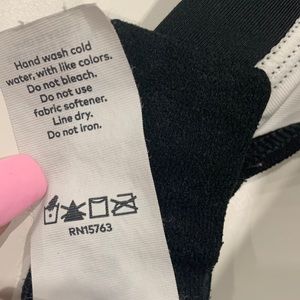 Hand wash cold
water, with like colors.
Do not bleach.
Do not use
fabric softener.
Line dry.
Do not iron.
RN15763